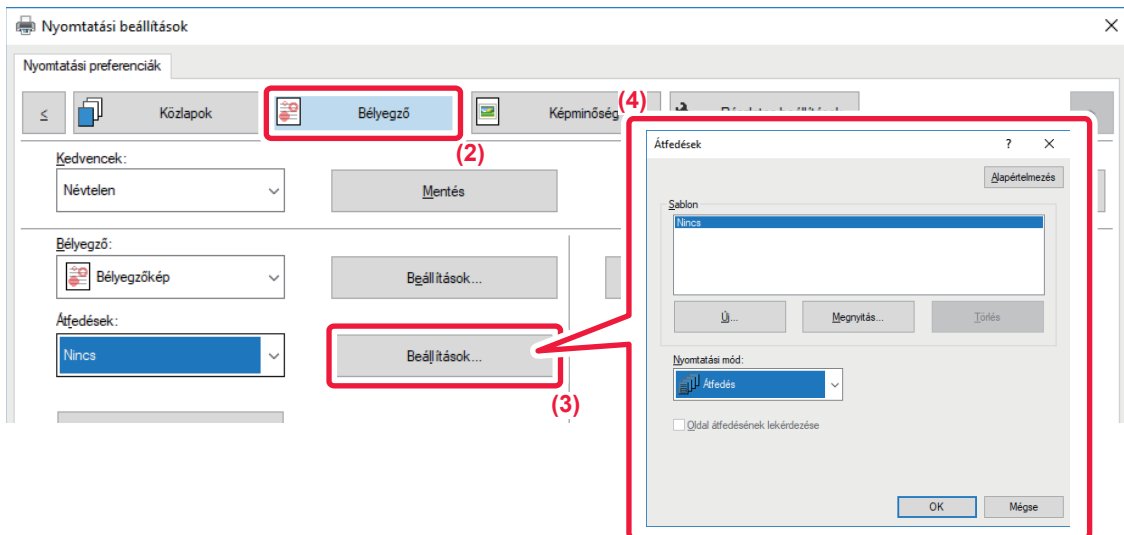 Nyomtatási beállítások
Nyomtatási preferenciák
≤
Közlapok
Bélyegző
Képminőség
(4)
(2)
Kedvencek:
Névtelen
Mentés
Bélyegző:
Bélyegzőkép
Beállítások...
Átfedések:
Nincs
Beállítások...
(3)
Átfedések
?
Alapértelmezés
Sablon
Nincs
Új...
Megnyitás...
Törlés
Nyomtatási mód:
Átfedés
Oldal átfedésének lekérdezése
OK
Mégse